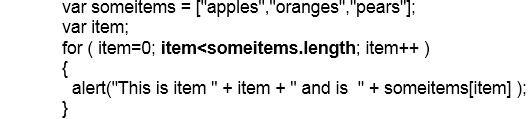 var someitems = ["apples","oranges","pears"];
var item;
for ( item=0; item<someitems.length; item++ )
{
alert("This is item " + item + " and is  " + someitems[item] );
}